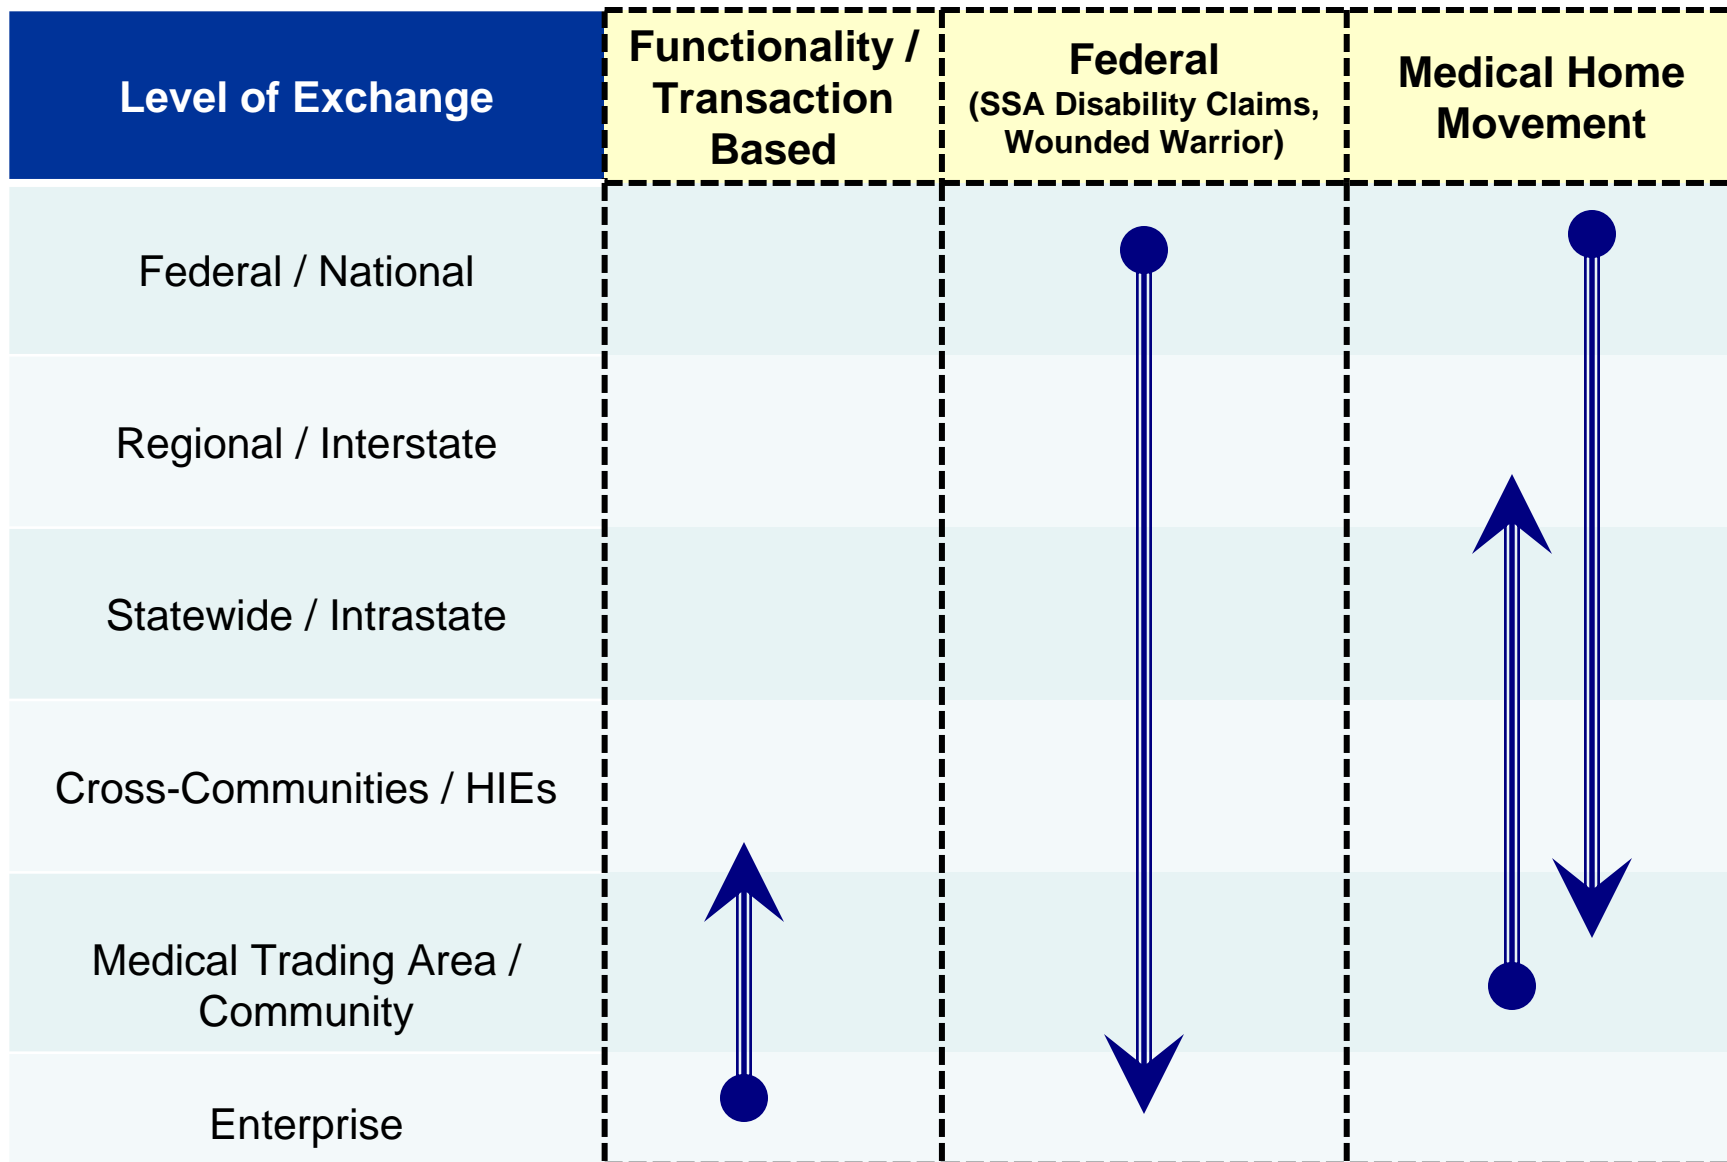 Level of Exchange
Functionality /
Transaction
Based
Federal
(SSA Disability Claims,
Wounded Warrior)
Medical Home
Movement
Federal / National
Regional / Interstate
Statewide / Intrastate
Cross-Communities / HIEs
Medical Trading Area /
Community
Enterprise